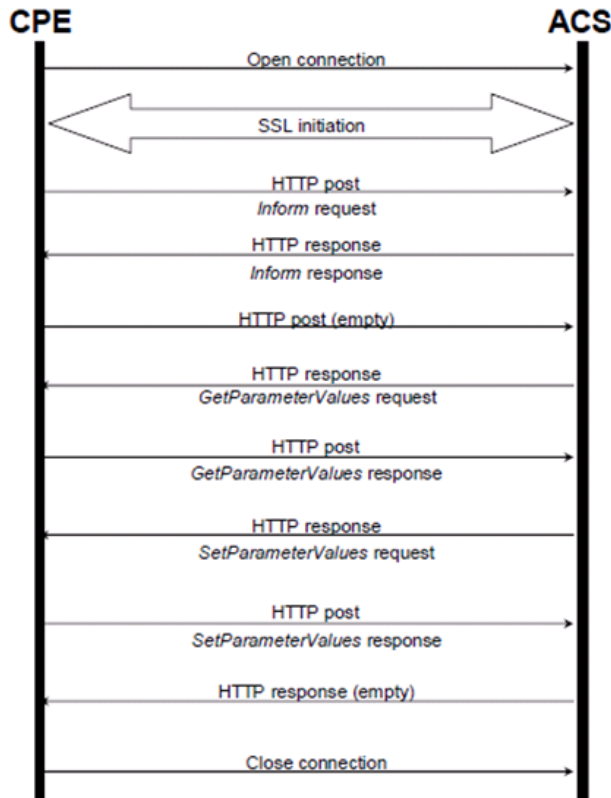 CPE ACS
Open connection
SSL initiation
HTTP post
Inform request
HTTP response
Inform response
HTTP post (empty)
HTTP response
GetParameterValues request
HTTP post
GetParameterValues response
HTTP response
SetParameterValues request
HTTP post
SetParameterValues response
HTTP response (empty)
Close connection